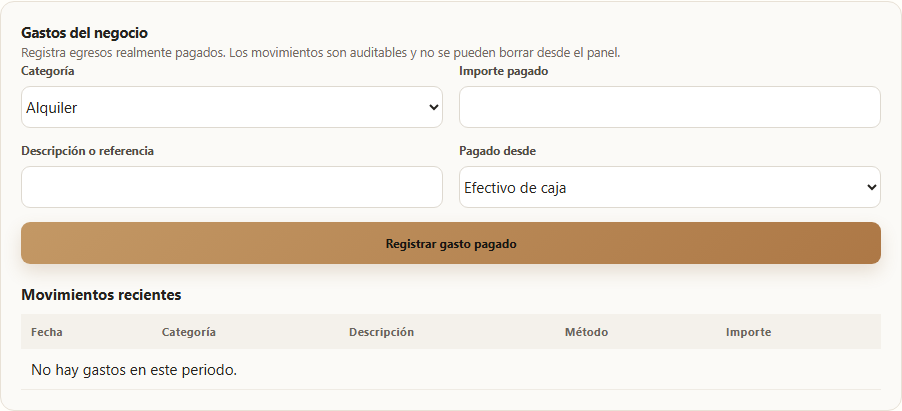 Gastos del negocio
Registra egresos realmente pagados. Los movimientos son auditables y no se pueden borrar desde el panel.
Categoría Importe pagado
Alquiler
Descripción o referencia Pagado desde
Efectivo de caja
Registrar gasto pagado
Movimientos recientes
Fecha Categoría Descripción Método Importe
No hay gastos en este periodo.